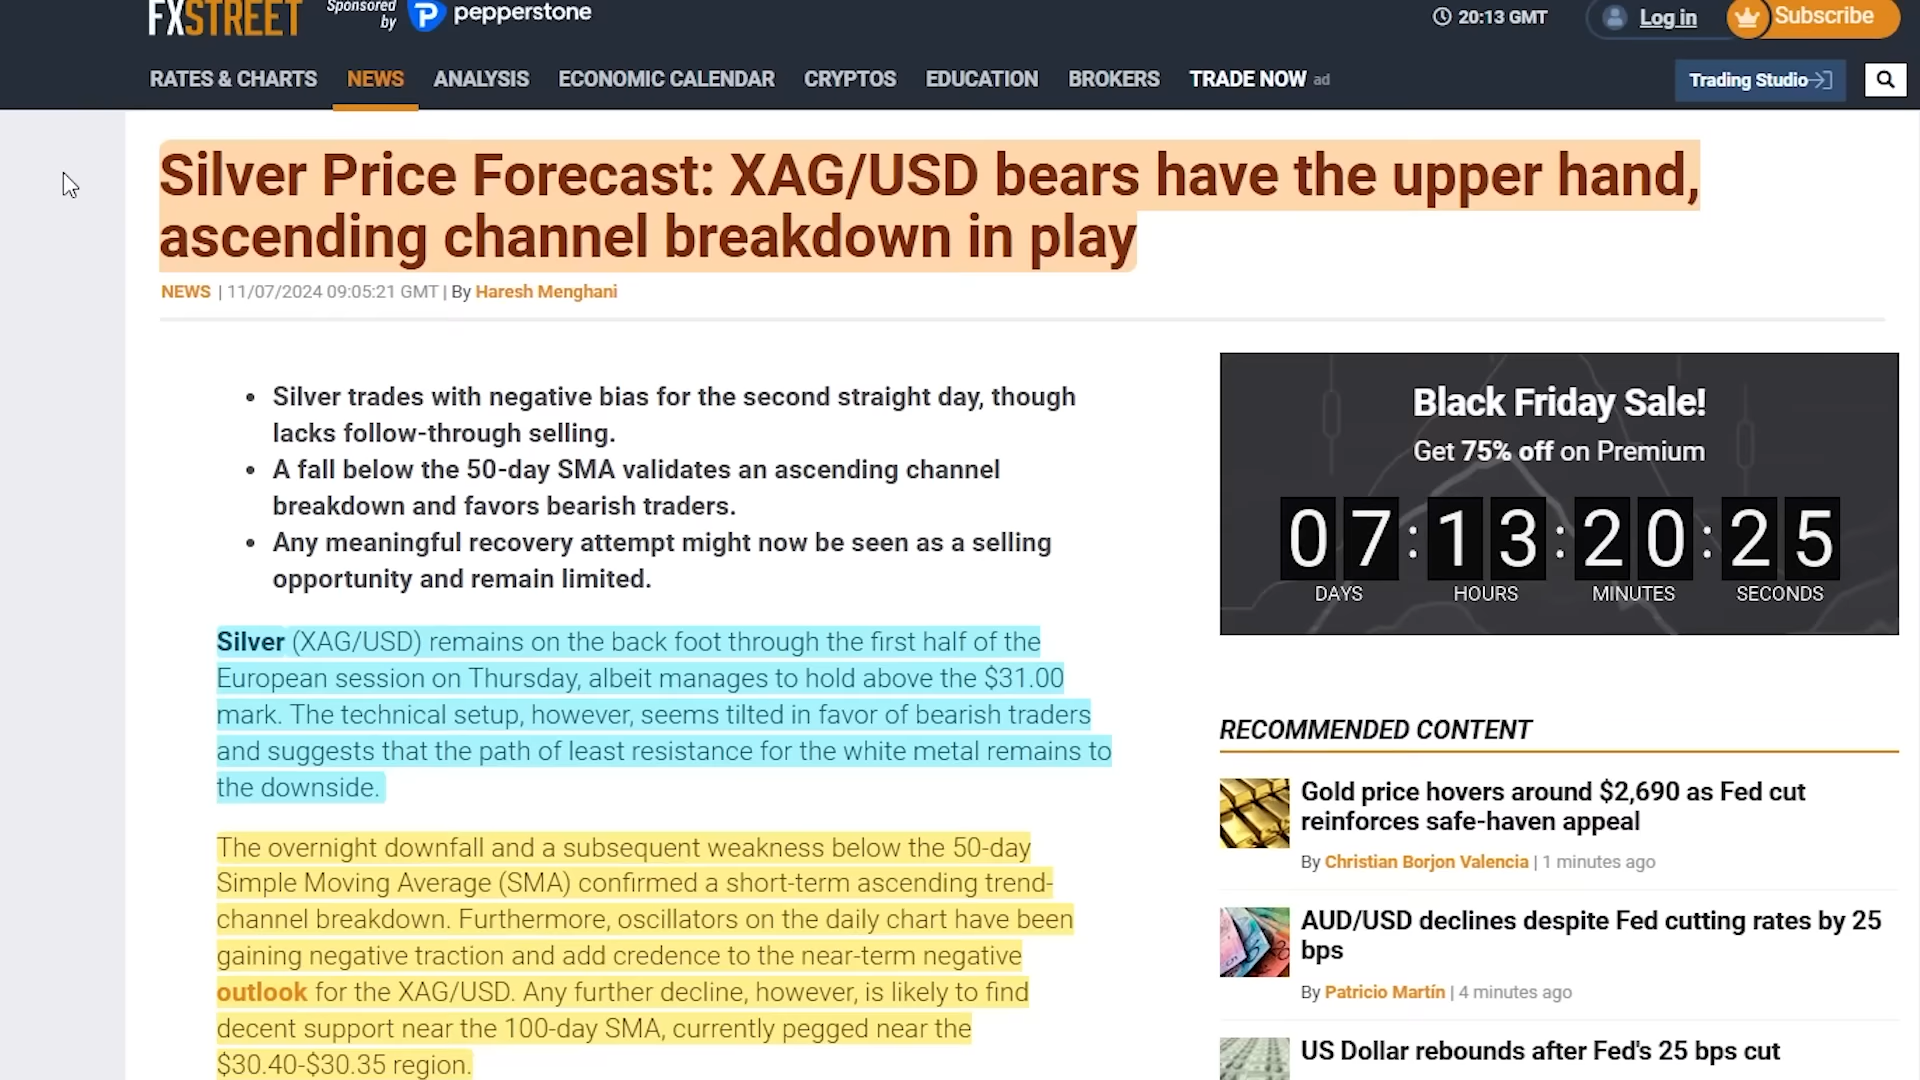 FXSTREET
Sponsored by
pepperstone
20:13 GMT
Log in
Subscribe
RATES & CHARTS
NEWS
ANALYSIS
ECONOMIC CALENDAR
CRYPTOS
EDUCATION
BROKERS
TRADE NOW ad
Trading Studio
Silver Price Forecast: XAG/USD bears have the upper hand,
ascending channel breakdown in play
NEWS | 11/07/2024 09:05:21 GMT | By Haresh Menghani
• Silver trades with negative bias for the second straight day, though
lacks follow-through selling.
• A fall below the 50-day SMA validates an ascending channel
breakdown and favors bearish traders.
• Any meaningful recovery attempt might now be seen as a selling
opportunity and remain limited.
Silver (XAG/USD) remains on the back foot through the first half of the
European session on Thursday, albeit manages to hold above the $31.00
mark. The technical setup, however, seems tilted in favor of bearish traders
and suggests that the path of least resistance for the white metal remains to
the downside.
The overnight downfall and a subsequent weakness below the 50-day
Simple Moving Average (SMA) confirmed a short-term ascending trend-
channel breakdown. Furthermore, oscillators on the daily chart have been
gaining negative traction and add credence to the near-term negative
outlook for the XAG/USD. Any further decline, however, is likely to find
decent support near the 100-day SMA, currently pegged near the
$30.40-$30.35 region.
Black Friday Sale!
Get 75% off on Premium
07:13:20:25
DAYS HOURS MINUTES SECONDS
RECOMMENDED CONTENT
Gold price hovers around $2,690 as Fed cut
reinforces safe-haven appeal
By Christian Borjon Valencia | 1 minutes ago
AUD/USD declines despite Fed cutting rates by 25
bps
By Patricio Martín | 4 minutes ago
US Dollar rebounds after Fed's 25 bps cut